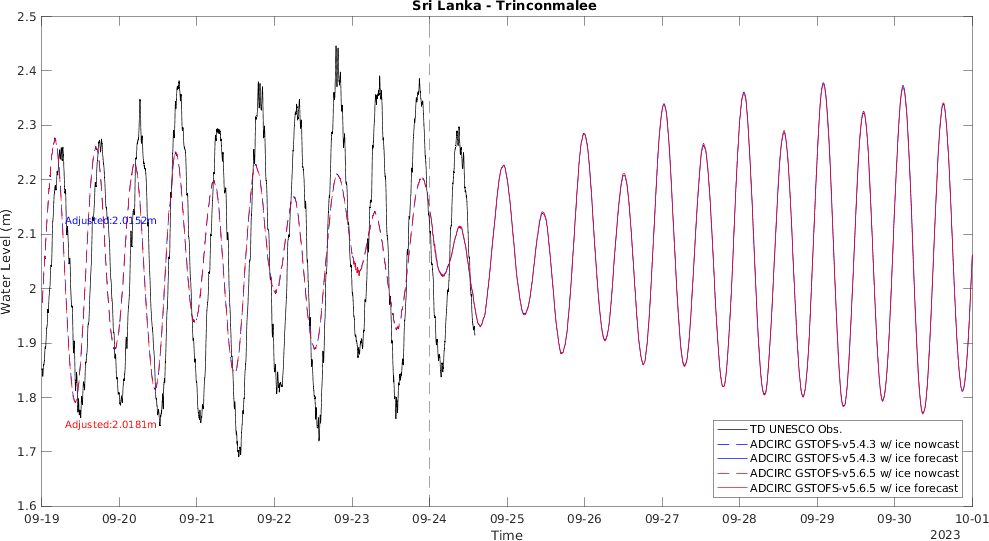 Sri Lanka - Trinconmalee
2.5
2.4
2.3
2.2
2.1
2
1.9
1.8
1.7
1.6
Water Level (m)
Adjusted:2.0152m
Adjusted:2.0181m
TD UNESCO Obs.
ADCIRC GSTOFS-v5.4.3 w/ ice nowcast
ADCIRC GSTOFS-v5.4.3 w/ ice forecast
ADCIRC GSTOFS-v5.6.5 w/ ice nowcast
ADCIRC GSTOFS-v5.6.5 w/ ice forecast
09-19 09-20 09-21 09-22 09-23 09-24 09-25 09-26 09-27 09-28 09-29 09-30 10-01
Time
2023